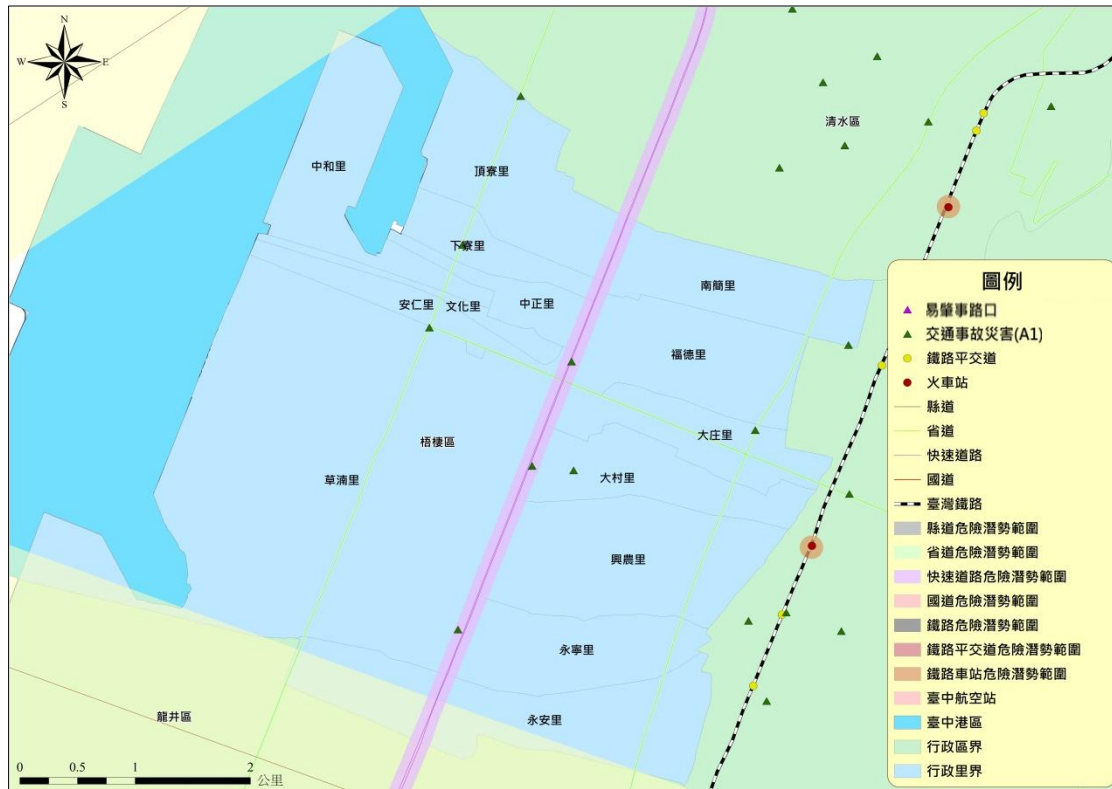 N
W
E
S
清水區
中和里
頂寮里
下寮里
南簡里
安仁里
文化里
中正里
福德里
大庄里
梧棲區
大村里
草湳里
興農里
永寧里
龍井區
永安里
0
0.5
1
2
公里
圖例
易肇事路口
交通事故災害(A1)
鐵路平交道
火車站
縣道
省道
快速道路
國道
臺灣鐵路
縣道危險潛勢範圍
省道危險潛勢範圍
快速道路危險潛勢範圍
國道危險潛勢範圍
鐵路危險潛勢範圍
鐵路平交道危險潛勢範圍
鐵路車站危險潛勢範圍
臺中航空站
臺中港區
行政區界
行政里界